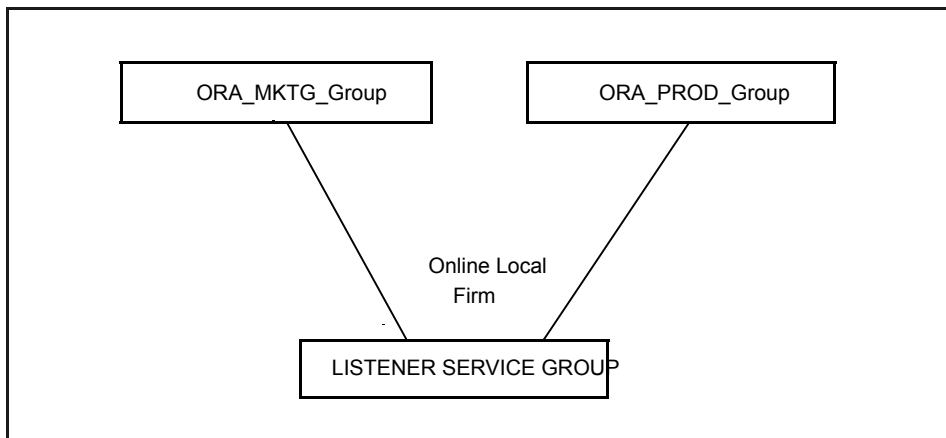 ORA_MKTG_Group
ORA_PROD_Group
Online Local
Firm
LISTENER SERVICE GROUP